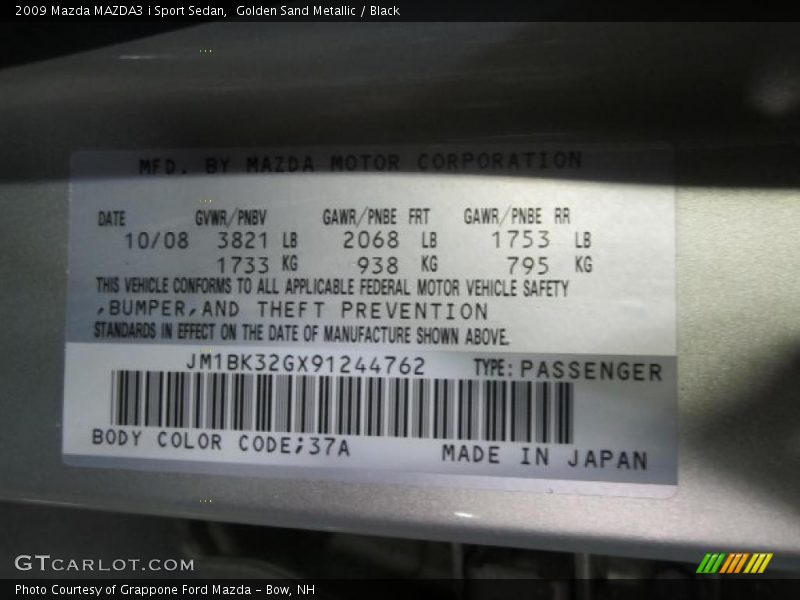 2009 Mazda MAZDA3 i Sport Sedan,  Golden Sand Metallic / Black
MFD. BY MAZDA MOTOR CORPORATION
DATE GVWR/PNBV GAWR/PNBE FRT GAWR/PNBE RR
10/08 3821 LB 2068 LB 1753 LB
1733 KG 938 KG 795 KG
THIS VEHICLE CONFORMS TO ALL APPLICABLE FEDERAL MOTOR VEHICLE SAFETY
,BUMPER,AND THEFT PREVENTION
STANDARDS IN EFFECT ON THE DATE OF MANUFACTURE SHOWN ABOVE.
JM1BK32GX91244762 TYPE: PASSENGER
BODY COLOR CODE;37A MADE IN JAPAN
GTCARLOT.COM
Photo Courtesy of Grappone Ford Mazda - Bow, NH